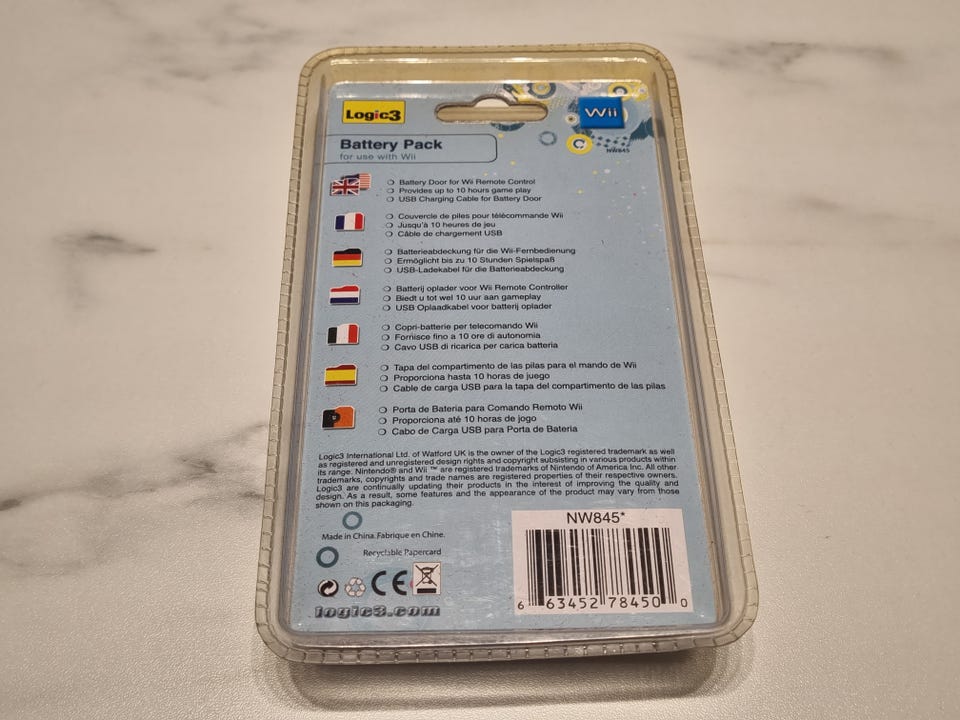 Logic3
Wii
Battery Pack
for use with Wii
NW845
Battery Door for Wii Remote Control
Provides up to 10 hours game play
USB Charging Cable for Battery Door
Couvercle de piles pour télécommande Wii
Jusqu'à 10 heures de jeu
Câble de chargement USB
Batterieabdeckung für die Wii-Fernbedienung
Ermöglicht bis zu 10 Stunden Spielspaß
USB-Ladekabel für die Batterieabdeckung
Batterij oplader voor Wii Remote Controller
Biedt u tot wel 10 uur aan gameplay
USB Oplaadkabel voor batterij oplader
Copri-batterie per telecomando Wii
Fornisce fino a 10 ore di autonomia
Cavo USB di ricarica per carica batteria
Tapa del compartimento de las pilas para el mando de Wii
Proporciona hasta 10 horas de juego
Cable de carga USB para la tapa del compartimento de las pilas
Porta de Bateria para Comando Remoto Wii
Proporciona até 10 horas de jogo
Cabo de Carga USB para Porta de Bateria
Logic3 International Ltd. of Watford UK is the owner of the Logic3 registered trademark as well
as registered and unregistered design rights and copyright subsisting in various products within
its range. Nintendo® and Wii ™ are registered trademarks of Nintendo of America Inc. All other
trademarks, copyrights and trade names are registered properties of their respective owners.
Logic3 are continually updating their products in the interest of improving the quality and
design. As a result, some features and the appearance of the product may vary from those
shown on this packaging.
Made in China. Fabrique en Chine.
Recyclable Papercard
CE
logic3.com
NW845*
6 63452 78450 0